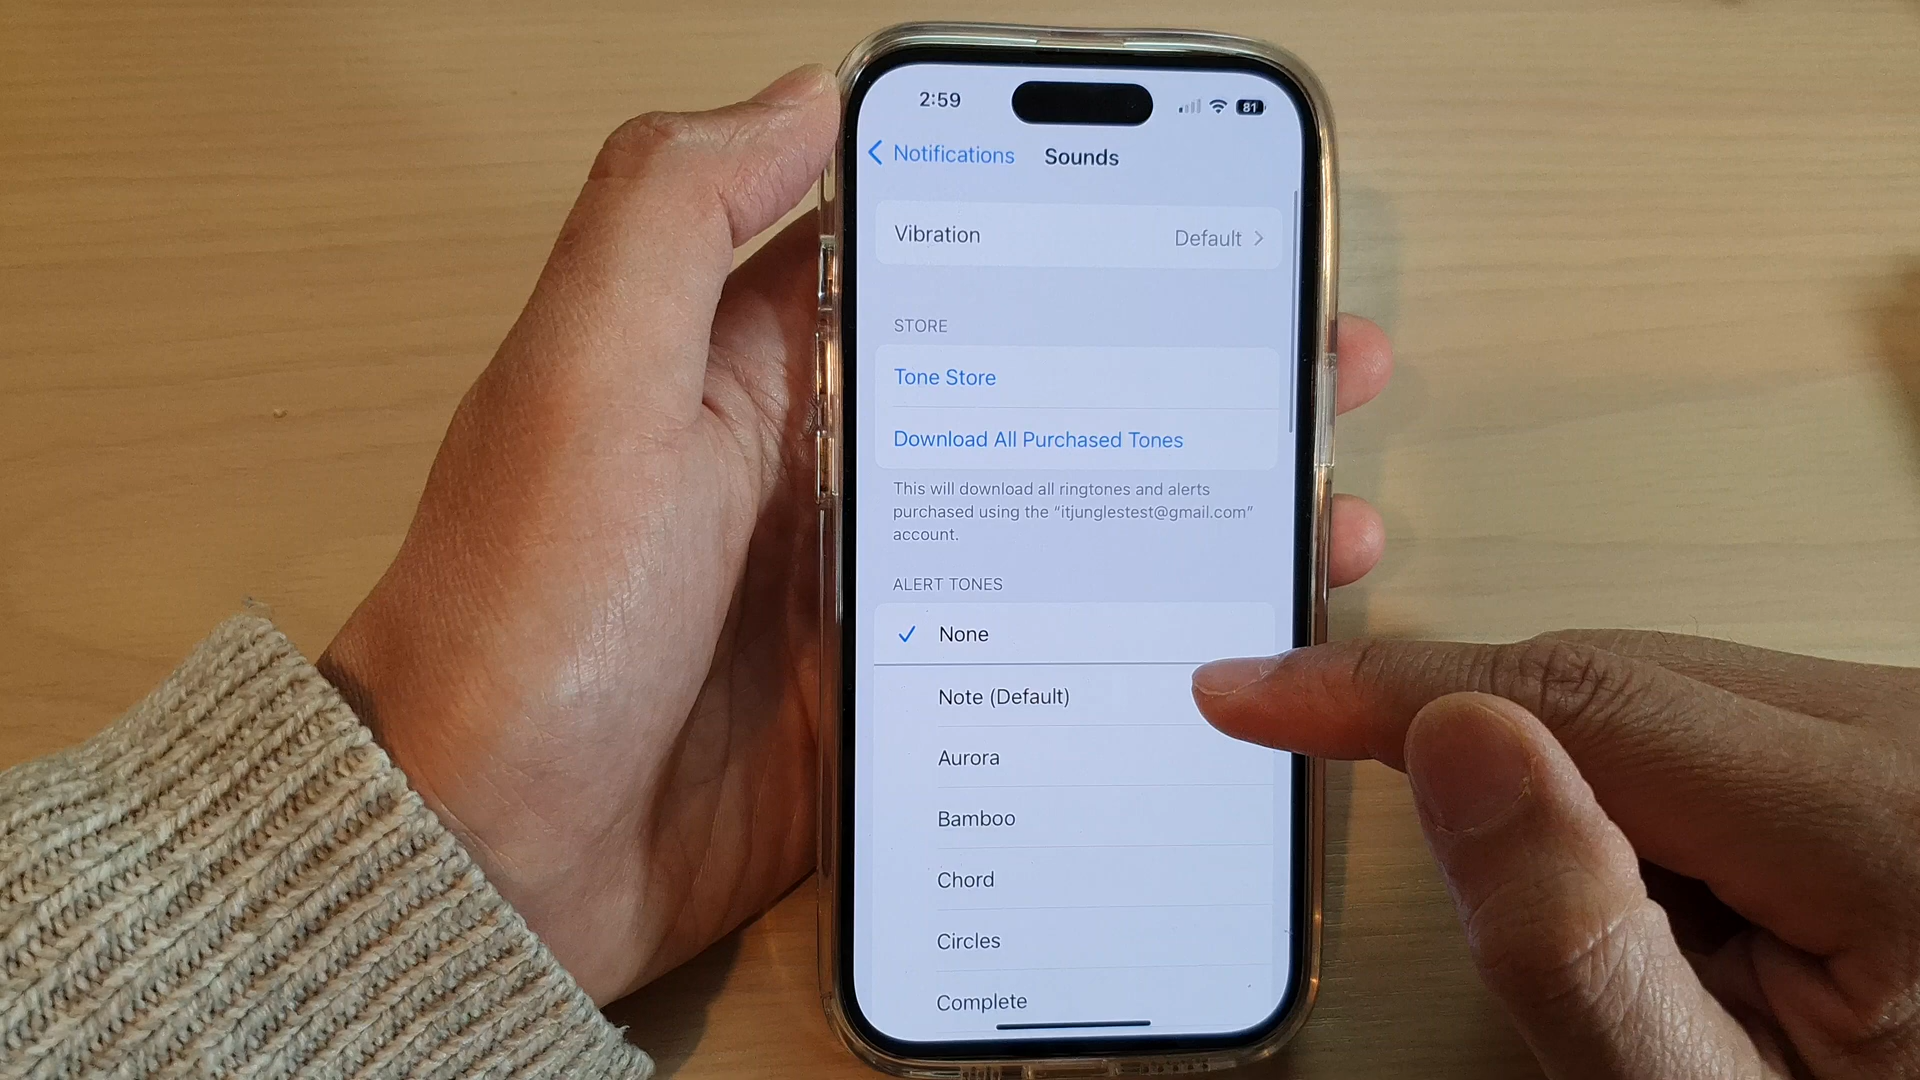 2:59
81
Notifications
Sounds
Vibration
Default
STORE
Tone Store
Download All Purchased Tones
This will download all ringtones and alerts
purchased using the “itjunglestest@gmail.com”
account.
ALERT TONES
None
Note (Default)
Aurora
Bamboo
Chord
Circles
Complete